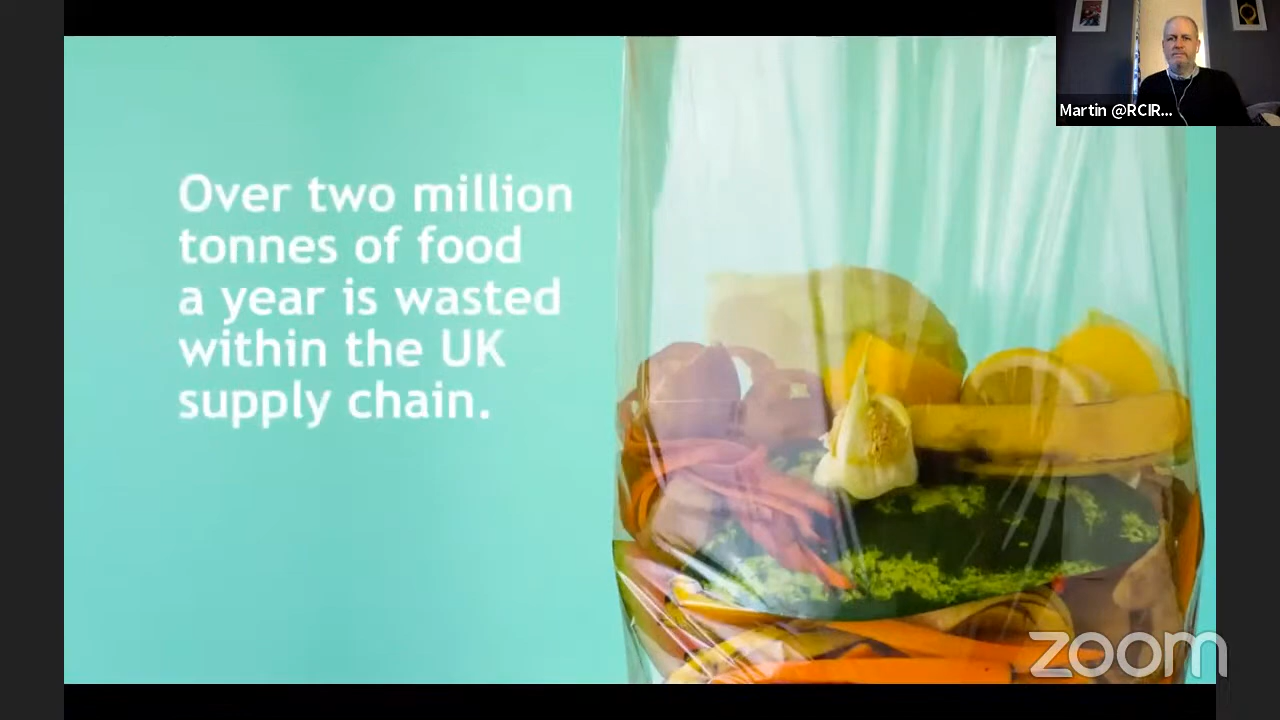 Over two million
tonnes of food
a year is wasted
within the UK
supply chain.
Martin @RCIR...
zoom